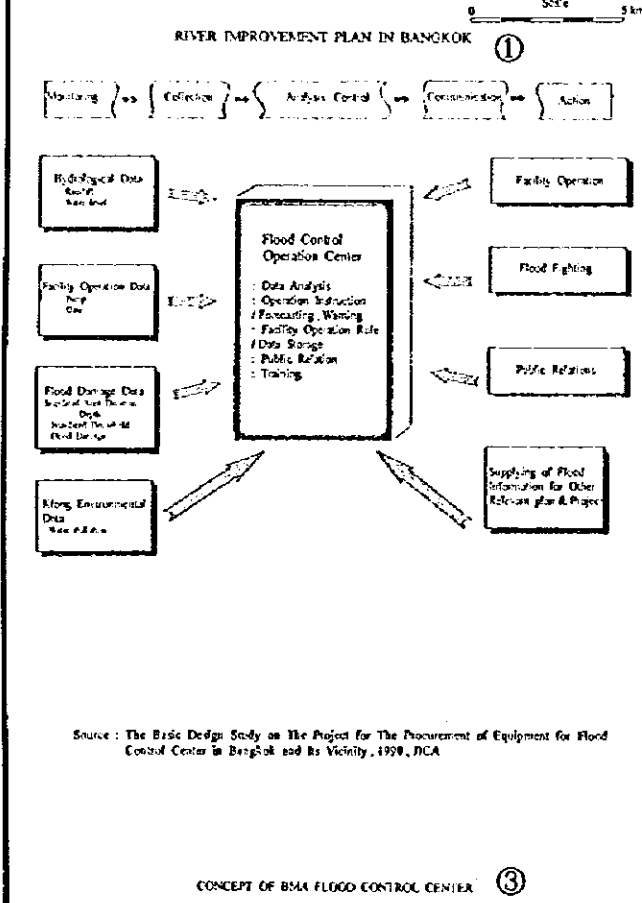 0 Scale 5 km
RIVER IMPROVEMENT PLAN IN BANGKOK ①
Monitoring Collection Analysis Control Communication Action
Hydrological Data
Rainfall
Water level
Facility Operation Data
Pump
Gate
Flood Damage Data
Depth
Flood Damage
Klong Environmental
Data
Flood Control
Operation Center
: Data Analysis
: Operation Instruction
/ Forecasting, Warning
: Facility Operation Rule
/ Data Storage
: Public Relation
: Training
Facility Operation
Flood Fighting
Public Relations
Supplying of Flood
Information for Other
Relevant plan & Project
Source : The Basic Design Study on The Project for The Procurement of Equipment for Flood
Control Center in Bangkok and Its Vicinity, 1990, JICA
CONCEPT OF BMA FLOOD CONTROL CENTER ③